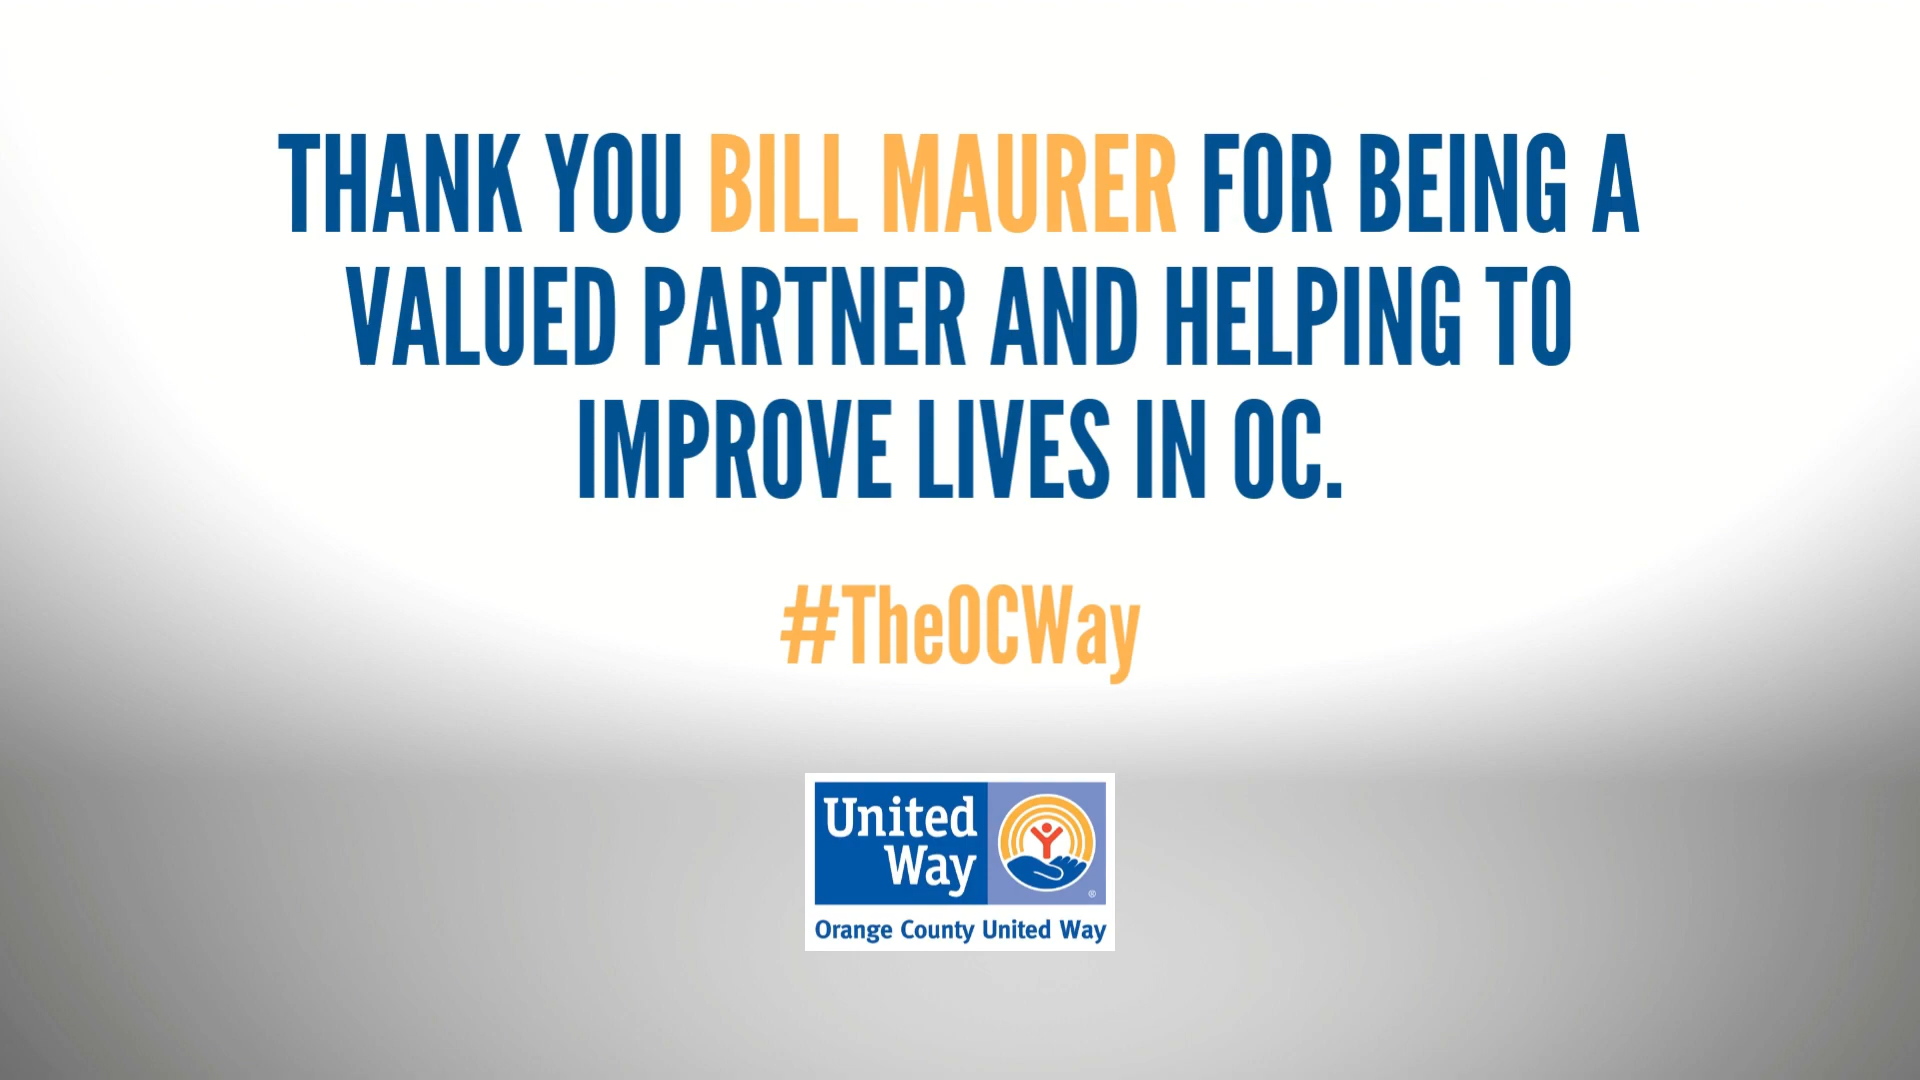 THANK YOU BILL MAURER FOR BEING A
VALUED PARTNER AND HELPING TO
IMPROVE LIVES IN OC.
#TheOCWay
United
Way
®
Orange County United Way